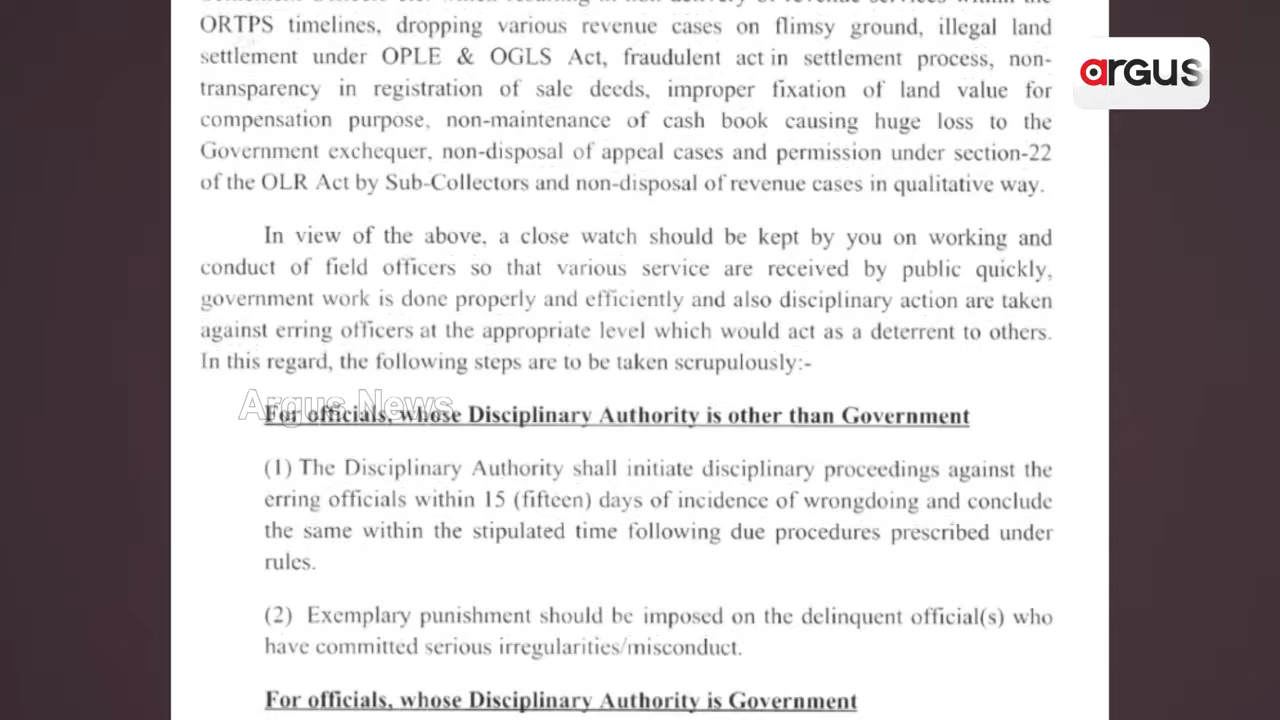 ORTPS timelines, dropping various revenue cases on flimsy ground, illegal land
settlement under OPLE & OGLS Act, fraudulent act in settlement process, non-
transparency in registration of sale deeds, improper fixation of land value for
compensation purpose, non-maintenance of cash book causing huge loss to the
Government exchequer, non-disposal of appeal cases and permission under section-22
of the OLR Act by Sub-Collectors and non-disposal of revenue cases in qualitative way.
argus
In view of the above, a close watch should be kept by you on working and
conduct of field officers so that various service are received by public quickly,
government work is done properly and efficiently and also disciplinary action are taken
against erring officers at the appropriate level which would act as a deterrent to others.
In this regard, the following steps are to be taken scrupulously:-
Argus News
For officials, whose Disciplinary Authority is other than Government
(1) The Disciplinary Authority shall initiate disciplinary proceedings against the
erring officials within 15 (fifteen) days of incidence of wrongdoing and conclude
the same within the stipulated time following due procedures prescribed under
rules.
(2) Exemplary punishment should be imposed on the delinquent official(s) who
have committed serious irregularities/misconduct.
For officials, whose Disciplinary Authority is Government